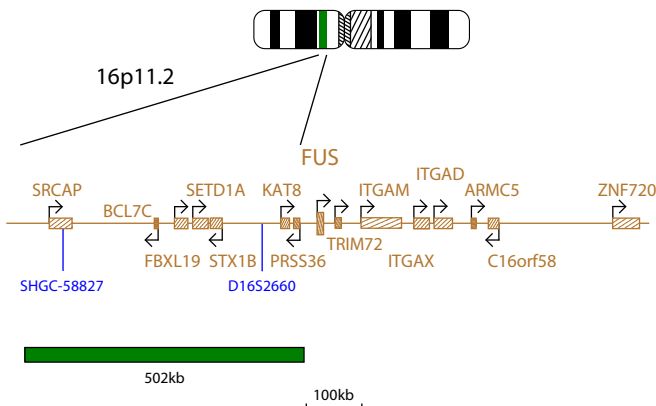 16p11.2
FUS
ITGAD
SRCAP SETD1A KAT8 ITGAM ARMC5 ZNF720
BCL7C
TRIM72
FBXL19 STX1B PRSS36 ITGAX C16orf58
SHGC-58827 D16S2660
502kb
100kb